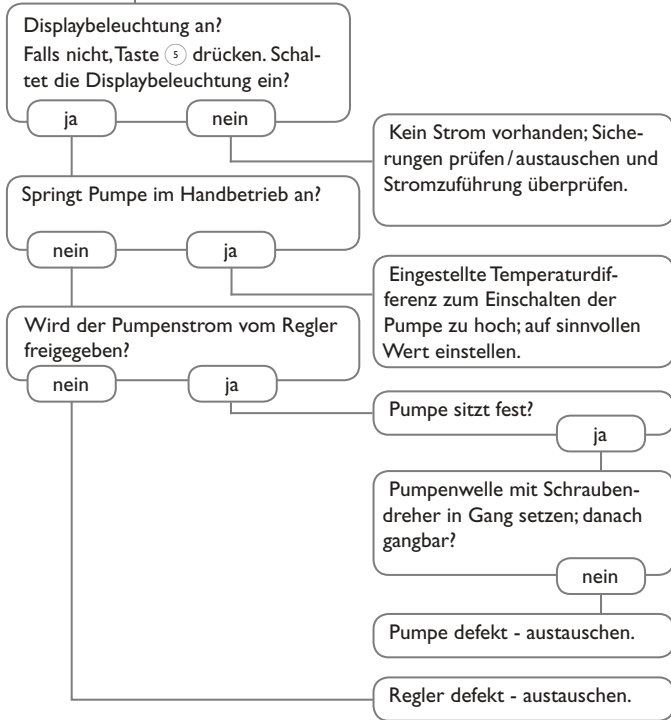 Displaybeleuchtung an?
Falls nicht, Taste 5 drücken. Schal-
tet die Displaybeleuchtung ein?
ja
nein
Kein Strom vorhanden; Siche-
rungen prüfen/austauschen und
Stromzuführung überprüfen.
Springt Pumpe im Handbetrieb an?
nein
ja
Eingestellte Temperaturdif-
ferenz zum Einschalten der
Pumpe zu hoch; auf sinnvollen
Wert einstellen.
Wird der Pumpenstrom vom Regler
freigegeben?
nein
ja
Pumpe sitzt fest?
ja
Pumpenwelle mit Schrauben-
dreher in Gang setzen; danach
gangbar?
nein
Pumpe defekt - austauschen.
Regler defekt - austauschen.